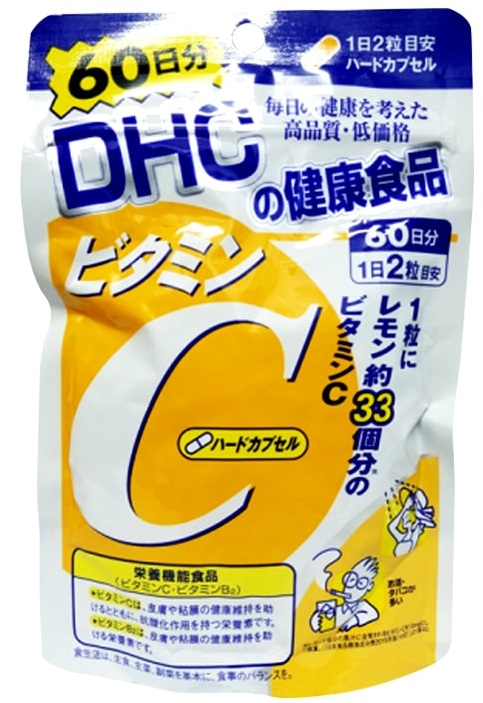 60日分
1日2粒目安
ハードカプセル
毎日の健康を考えた
高品質・低価格
DHC
の健康食品
60日分
1日2粒目安
ビタミン
C
1粒に
レモン約33個分の※
ビタミンC
ハードカプセル
栄養機能食品
(ビタミンC・ビタミンB₂)
●ビタミンCは、皮膚や粘膜の健康維持を助
けるとともに、抗酸化作用を持つ栄養素です。
●ビタミンB₂は、皮膚や粘膜の健康維持を助
ける栄養素です。
食生活は、主食、主菜、副菜を基本に、食事のバランスを。
お酒・
タバコが
多い